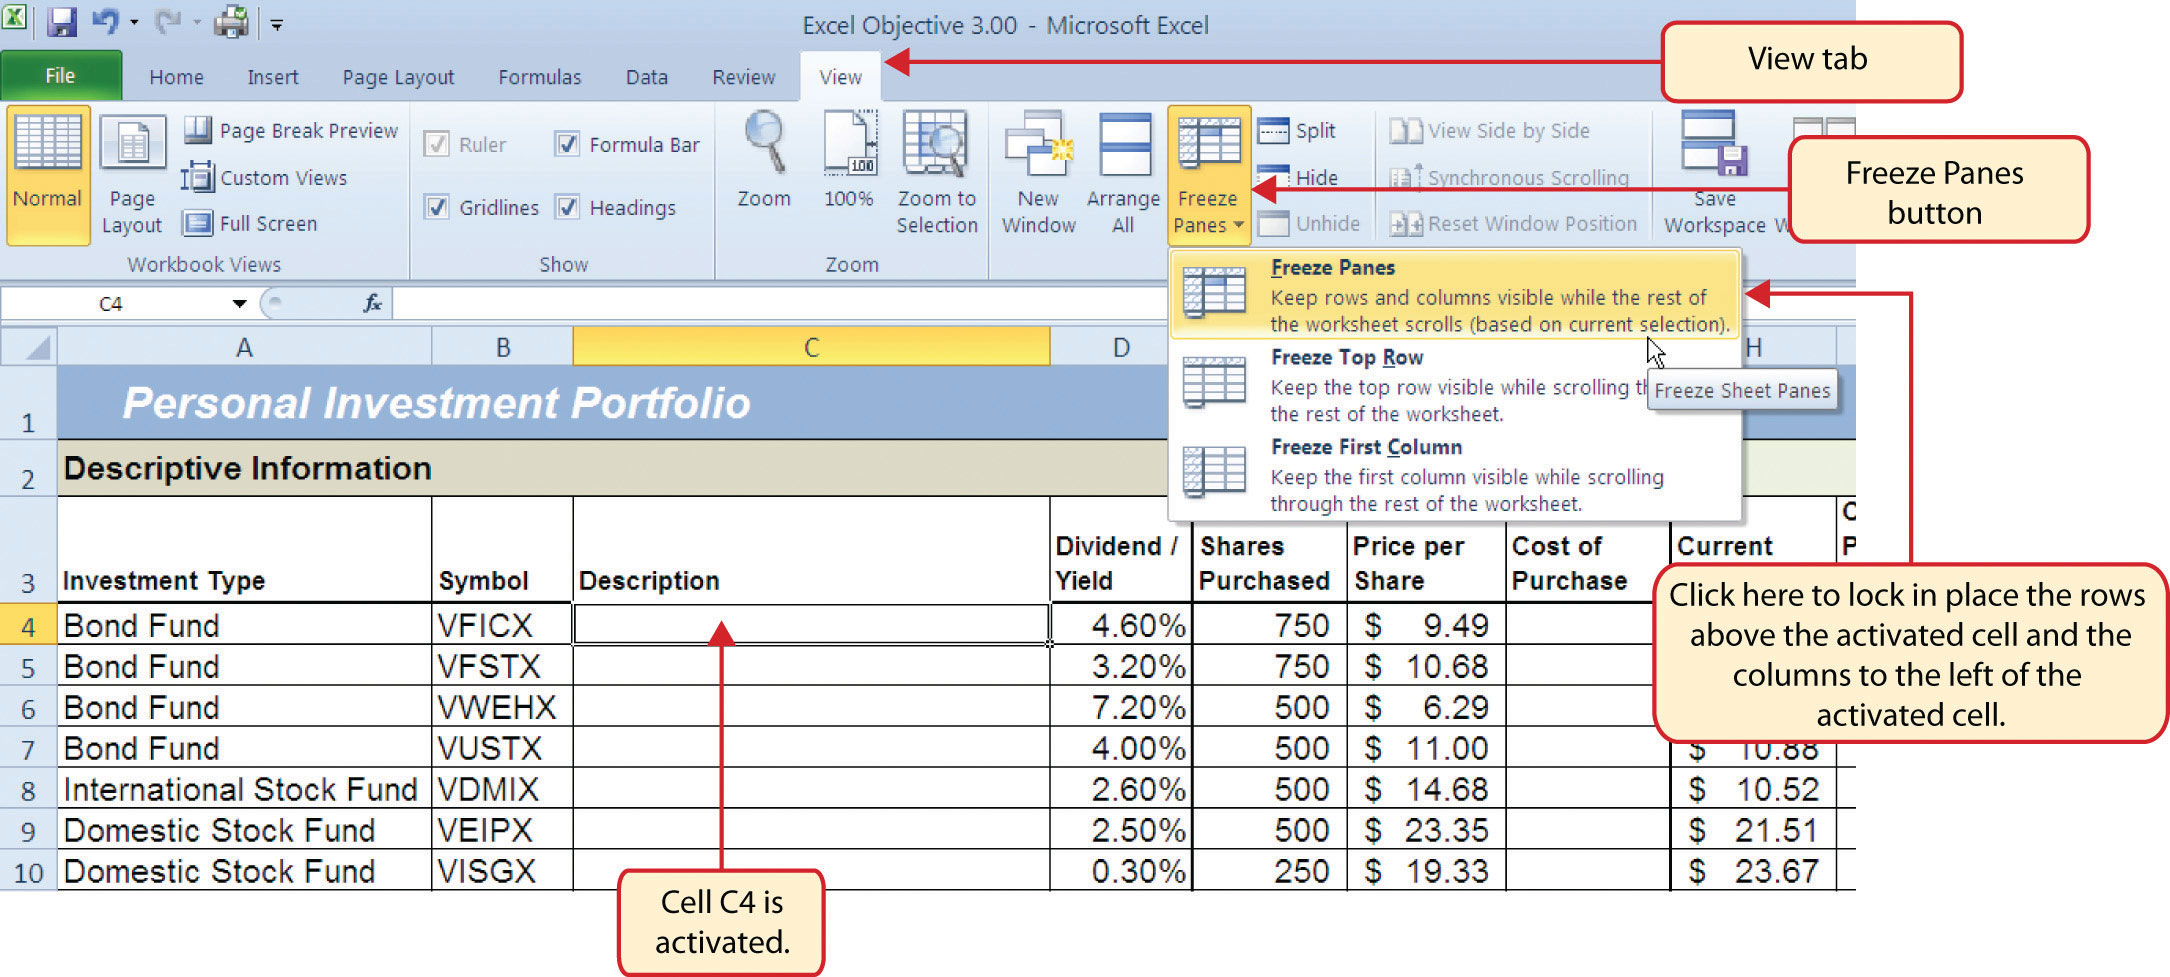 Excel Objective 3.00 - Microsoft Excel
View tab
File Home Insert Page Layout Formulas Data Review View
Normal
Page Layout
Page Break Preview
Custom Views
Full Screen
Workbook Views
Ruler
Formula Bar
Gridlines
Headings
Show
Zoom
100%
Zoom to Selection
Zoom
New Window
Arrange All
Freeze Panes
Split
Hide
Unhide
View Side by Side
Synchronous Scrolling
Reset Window Position
Save Workspace
Freeze Panes
button
Freeze Panes
Keep rows and columns visible while the rest of
the worksheet scrolls (based on current selection).
Freeze Top Row
Keep the top row visible while scrolling
the rest of the worksheet.
Freeze First Column
Keep the first column visible while scrolling
through the rest of the worksheet.
Freeze Sheet Panes
C4 fx
A B C D H
1 Personal Investment Portfolio
2 Descriptive Information
3 Investment Type Symbol Description Dividend / Yield Shares Purchased Price per Share Cost of Purchase Current
4 Bond Fund VFICX 4.60% 750 $ 9.49
5 Bond Fund VFSTX 3.20% 750 $ 10.68
6 Bond Fund VWEHX 7.20% 500 $ 6.29
7 Bond Fund VUSTX 4.00% 500 $ 11.00 $ 10.88
8 International Stock Fund VDMIX 2.60% 500 $ 14.68 $ 10.52
9 Domestic Stock Fund VEIPX 2.50% 500 $ 23.35 $ 21.51
10 Domestic Stock Fund VISGX 0.30% 250 $ 19.33 $ 23.67
Click here to lock in place the rows
above the activated cell and the
columns to the left of the
activated cell.
Cell C4 is
activated.